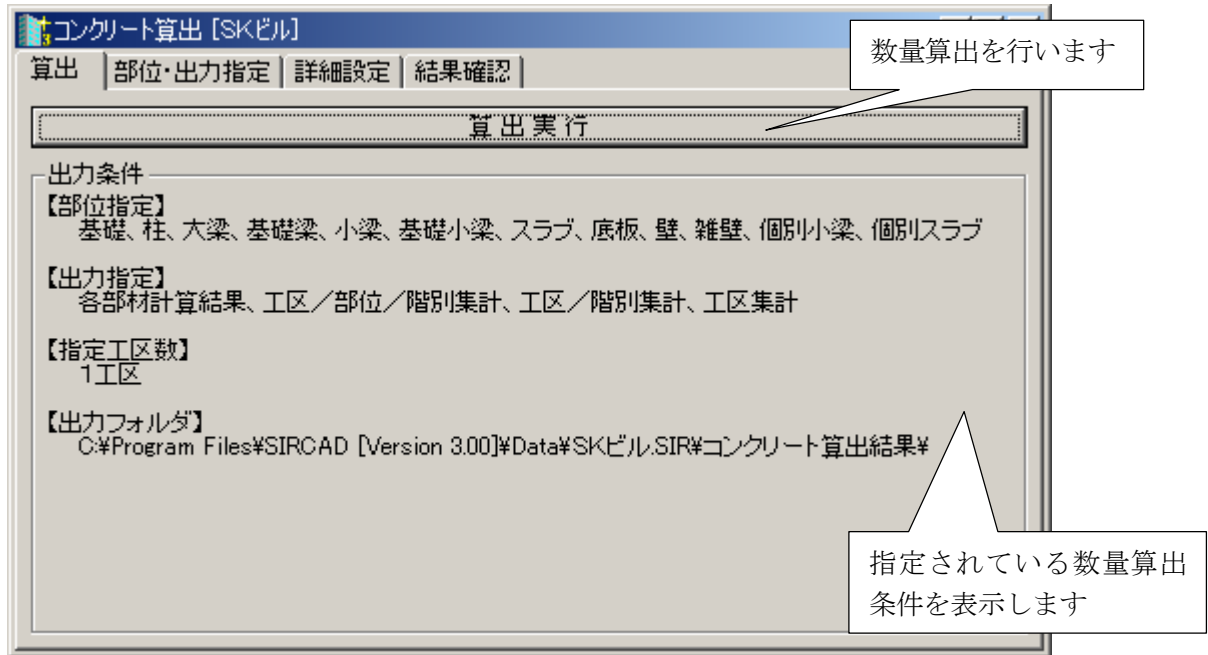 コンクリート算出 [SKビル]
数量算出を行います
算出 部位・出力指定 詳細設定 結果確認
算出実行
出力条件
【部位指定】
基礎、柱、大梁、基礎梁、小梁、基礎小梁、スラブ、底板、壁、雑壁、個別小梁、個別スラブ
【出力指定】
各部材計算結果、工区／部位／階別集計、工区／階別集計、工区集計
【指定工区数】
1工区
【出力フォルダ】
C:¥Program Files¥SIRCAD [Version 3.00]¥Data¥SKビル.SIR¥コンクリート算出結果¥
指定されている数量算出
条件を表示します